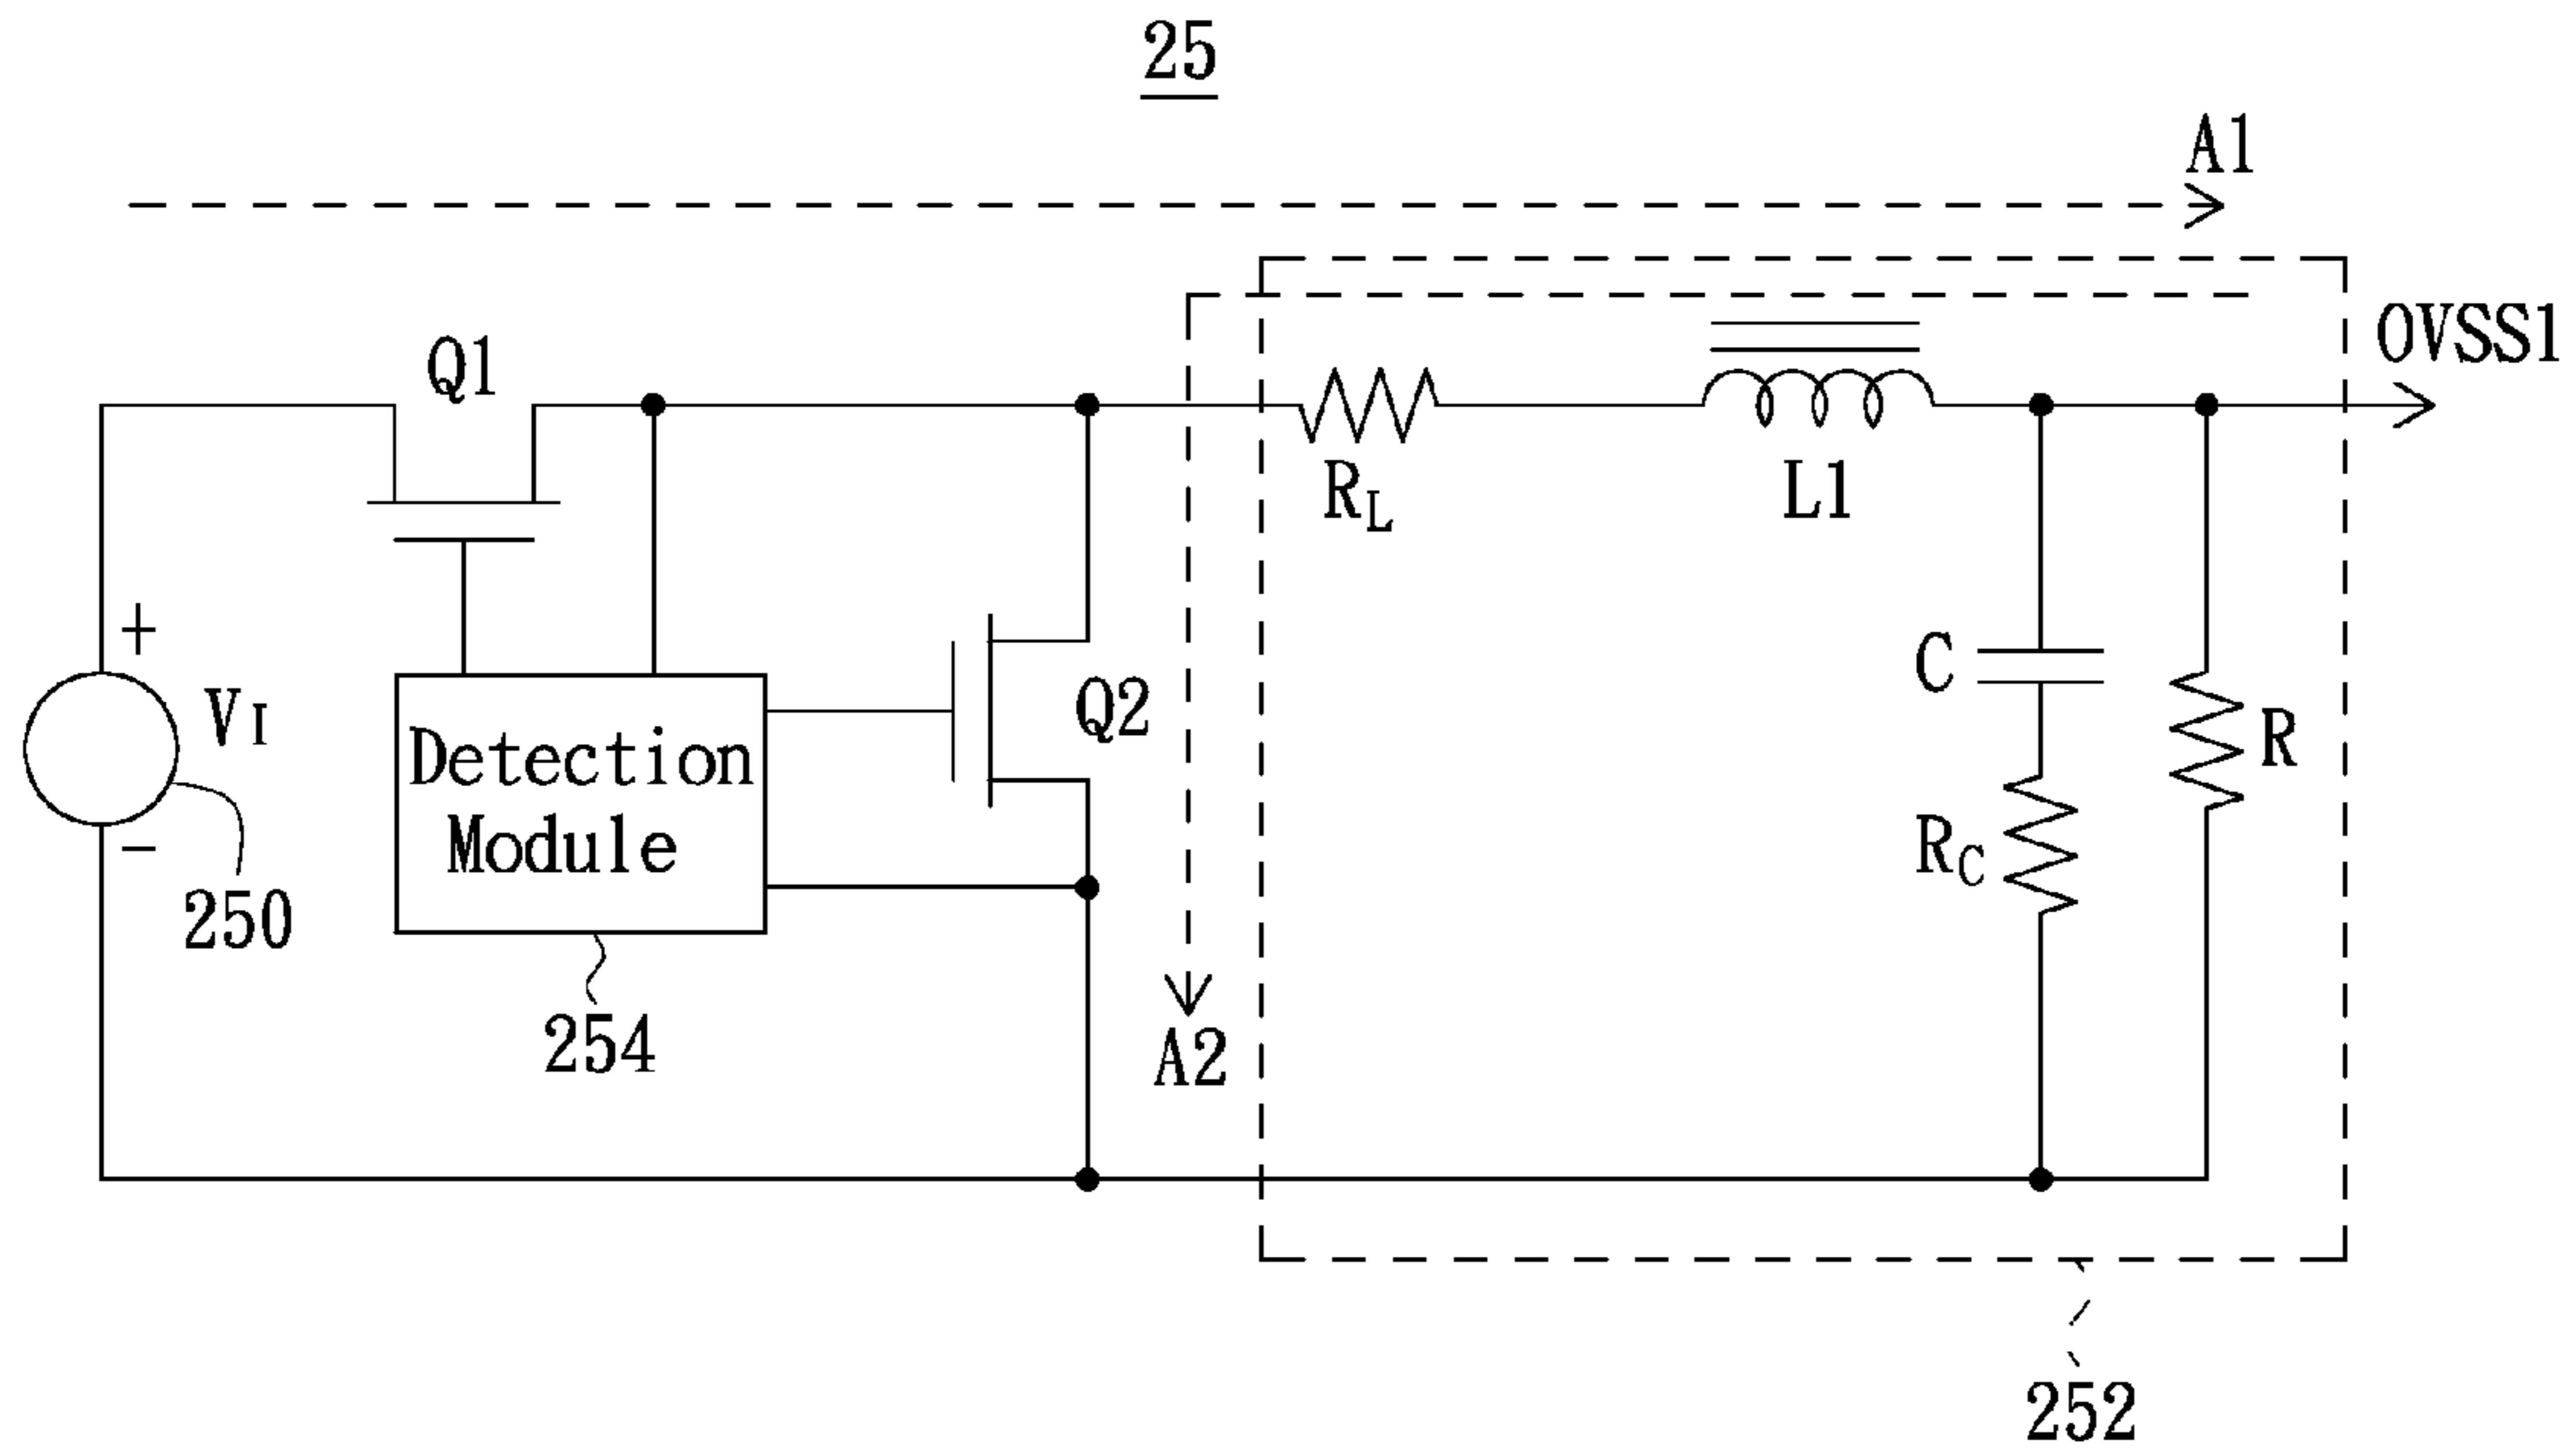 25
A1
OVSS1
Q1
RL
L1
+
VI
Q2
C
R
Detection
Module
RC
−
250
254
A2
252